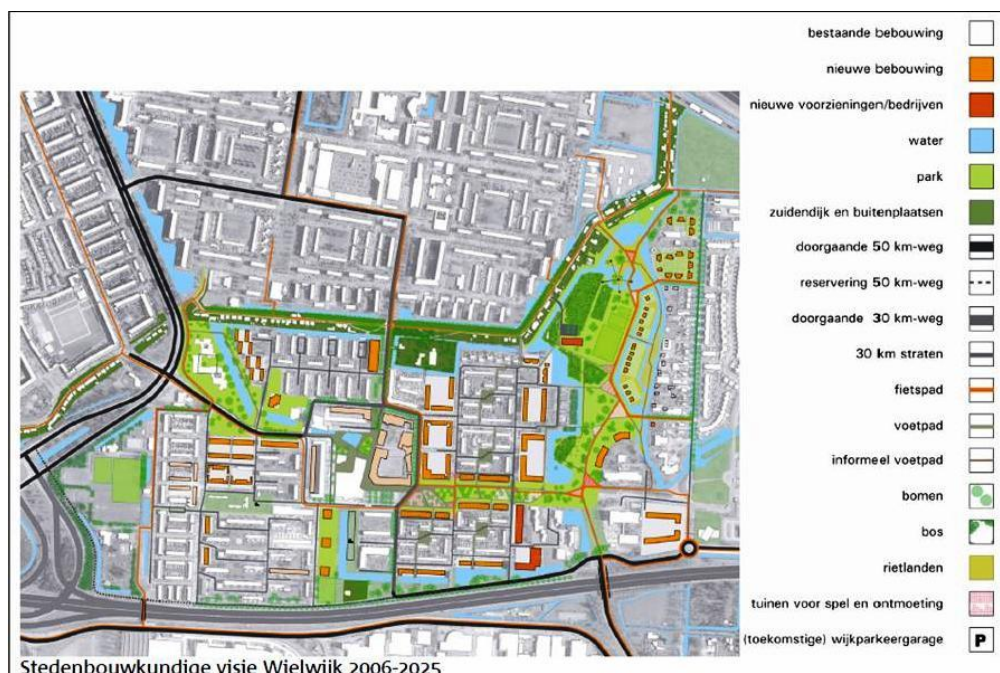 bestaande bebouwing
nieuwe bebouwing
nieuwe voorzieningen/bedrijven
water
park
zuidendijk en buitenplaatsen
doorgaande 50 km-weg
reservering 50 km-weg
doorgaande 30 km-weg
30 km straten
fietspad
voetpad
informeel voetpad
bomen
bos
rietlanden
tuinen voor spel en ontmoeting
(toekomstige) wijkparkeergarage P
Stedenbouwkundige visie Wielwijk 2006-2025